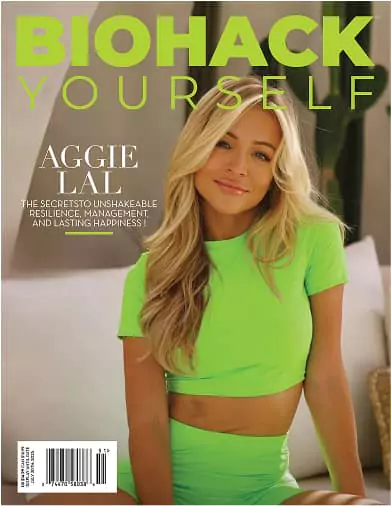 BIOHACK
YOURSELF
AGGIE
LAL
THE SECRETSTO UNSHAKEABLE
RESILIENCE, MANAGEMENT,
AND LASTING HAPPINESS !